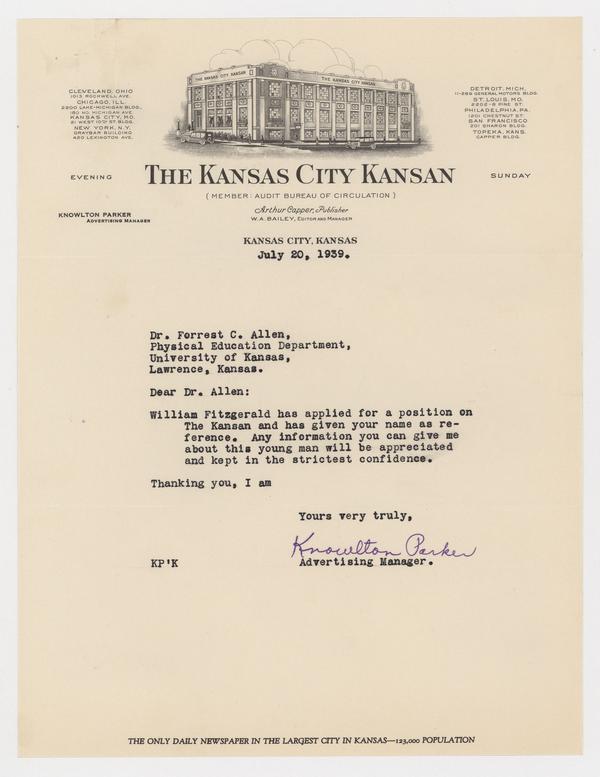 THE KANSAS CITY KANSAN
THE KANSAS CITY KANSAN
CLEVELAND, OHIO
1013 ROCKWELL AVE.
CHICAGO, ILL.
2200 LAKE-MICHIGAN BLDG.,
180 NO. MICHIGAN AVE.
KANSAS CITY, MO.
21 WEST 10TH ST. BLDG.
NEW YORK, N.Y.
GRAYBAR BUILDING
420 LEXINGTON AVE.
DETROIT, MICH.
11-259 GENERAL MOTORS BLDG.
ST. LOUIS, MO.
2202-6 PINE ST.
PHILADELPHIA, PA.
1201 CHESTNUT ST.
SAN FRANCISCO
201 SHARON BLDG.
TOPEKA, KANS.
CAPPER BLDG.
EVENING
THE KANSAS CITY KANSAN
SUNDAY
( MEMBER: AUDIT BUREAU OF CIRCULATION )
Arthur Capper, Publisher
W. A. BAILEY, EDITOR AND MANAGER
KNOWLTON PARKER
ADVERTISING MANAGER
KANSAS CITY, KANSAS
July 20, 1939.
Dr. Forrest C. Allen,
Physical Education Department,
University of Kansas,
Lawrence, Kansas.
Dear Dr. Allen:
William Fitzgerald has applied for a position on
The Kansan and has given your name as re-
ference. Any information you can give me
about this young man will be appreciated
and kept in the strictest confidence.
Thanking you, I am
Yours very truly,
Knowlton Parker
KP'K
Advertising Manager.
THE ONLY DAILY NEWSPAPER IN THE LARGEST CITY IN KANSAS—123,000 POPULATION